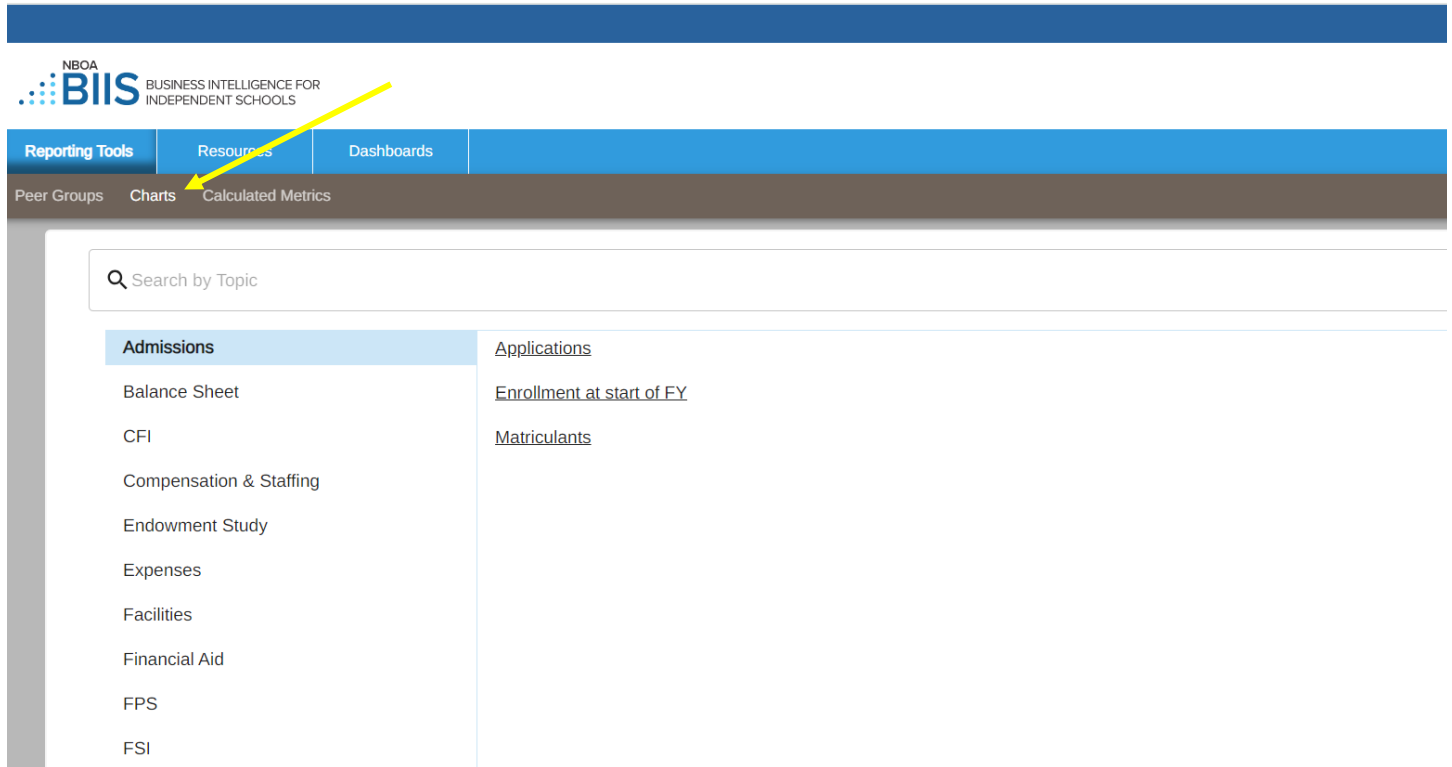 NBOA
BIIS BUSINESS INTELLIGENCE FOR
INDEPENDENT SCHOOLS
Reporting Tools Resources Dashboards
Peer Groups Charts Calculated Metrics
Search by Topic
Admissions
Balance Sheet
CFI
Compensation & Staffing
Endowment Study
Expenses
Facilities
Financial Aid
FPS
FSI
Applications
Enrollment at start of FY
Matriculants